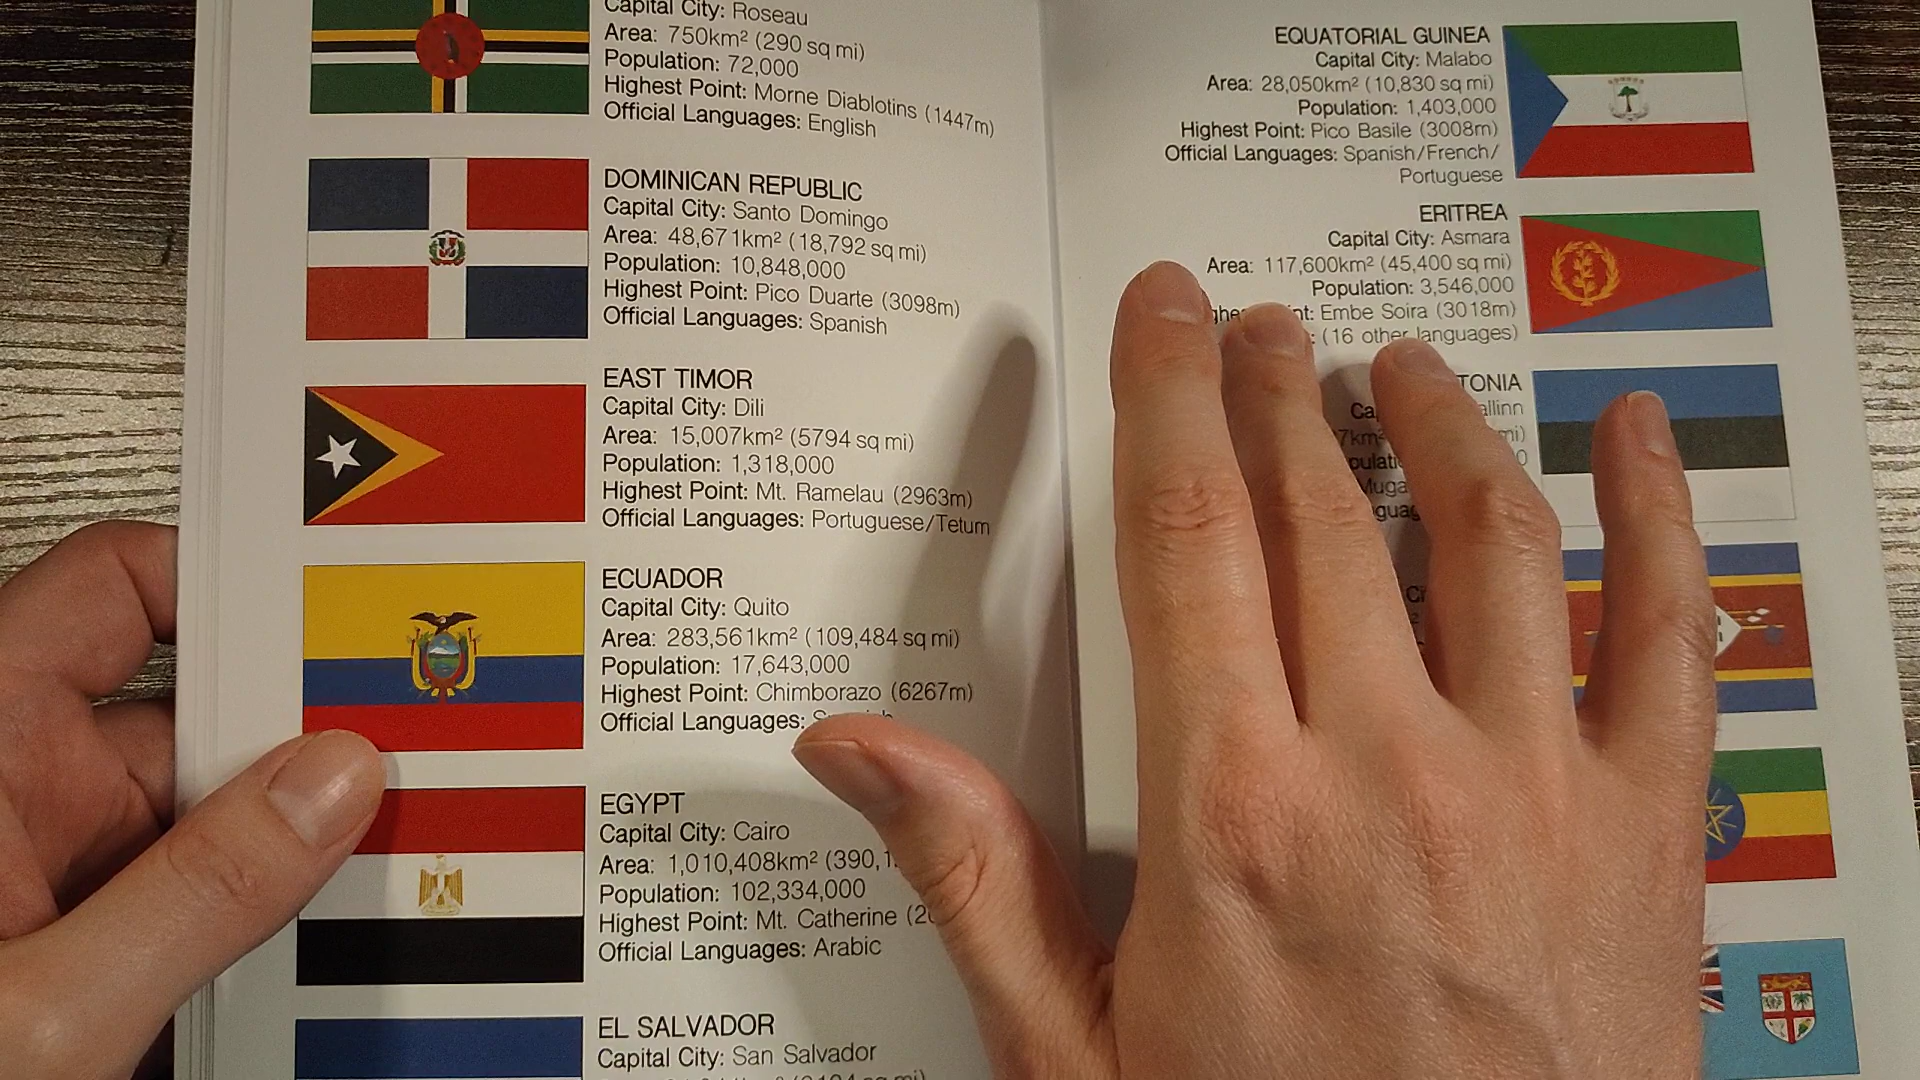 Capital City: Roseau
Area: 750km² (290 sq mi)
Population: 72,000
Highest Point: Morne Diablotins (1447m)
Official Languages: English
DOMINICAN REPUBLIC
Capital City: Santo Domingo
Area: 48,671km² (18,792 sq mi)
Population: 10,848,000
Highest Point: Pico Duarte (3098m)
Official Languages: Spanish
EAST TIMOR
Capital City: Dili
Area: 15,007km² (5794 sq mi)
Population: 1,318,000
Highest Point: Mt. Ramelau (2963m)
Official Languages: Portuguese/Tetum
ECUADOR
Capital City: Quito
Area: 283,561km² (109,484 sq mi)
Population: 17,643,000
Highest Point: Chimborazo (6267m)
Official Languages:
EGYPT
Capital City: Cairo
Area: 1,010,408km²
Population: 102,334,000
Highest Point: Mt. Catherine
Official Languages: Arabic
EL SALVADOR
Capital City: San Salvador
EQUATORIAL GUINEA
Capital City: Malabo
Area: 28,050km² (10,830 sq mi)
Population: 1,403,000
Highest Point: Pico Basile (3008m)
Official Languages: Spanish/French/
Portuguese
ERITREA
Capital City: Asmara
Area: 117,600km² (45,400 sq mi)
Population: 3,546,000
Embe Soira (3018m)
(16 other languages)